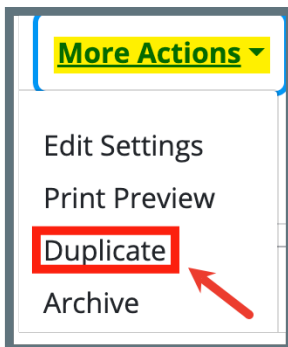 More Actions
Edit Settings
Print Preview
Duplicate
Archive